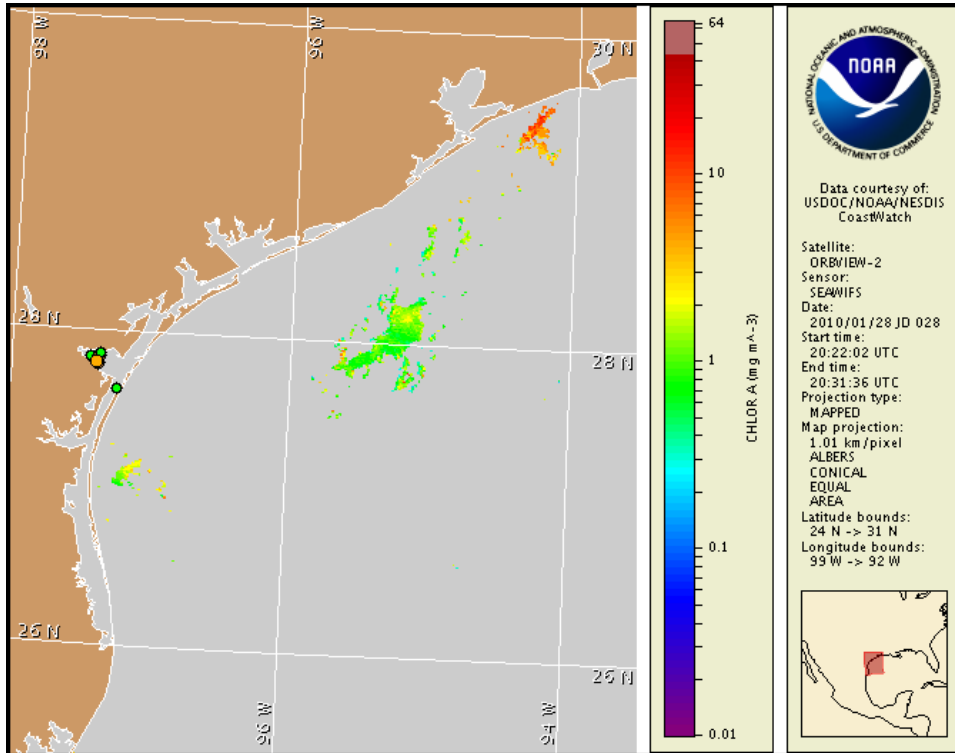 98 W
96 W
30 N
28 N
28 N
26 N
26 N
96 W
94 W
64
10
1
0.1
0.01
CHLOR A (mg m^-3)
NATIONAL OCEANIC AND ATMOSPHERIC ADMINISTRATION
NOAA
U.S. DEPARTMENT OF COMMERCE
Data courtesy of:
USDOC/NOAA/NESDIS
CoastWatch
Satellite:
ORBVIEW-2
Sensor:
SEAWIFS
Date:
2010/01/28 JD 028
Start time:
20:22:02 UTC
End time:
20:31:36 UTC
Projection type:
MAPPED
Map projection:
1.01 km/pixel
ALBERS
CONICAL
EQUAL
AREA
Latitude bounds:
24 N -> 31 N
Longitude bounds:
99 W -> 92 W